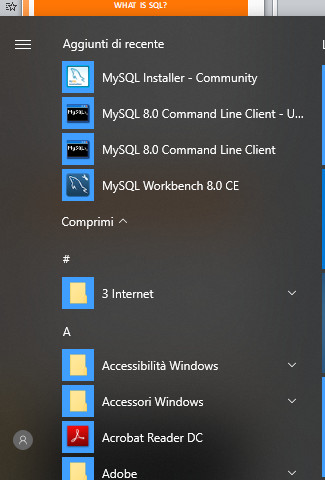 WHAT IS SQL?
Aggiunti di recente
MySQL Installer - Community
MySQL 8.0 Command Line Client - U...
MySQL 8.0 Command Line Client
MySQL Workbench 8.0 CE
Comprimi
#
3 Internet
A
Accessibilità Windows
Accessori Windows
Acrobat Reader DC
Adobe